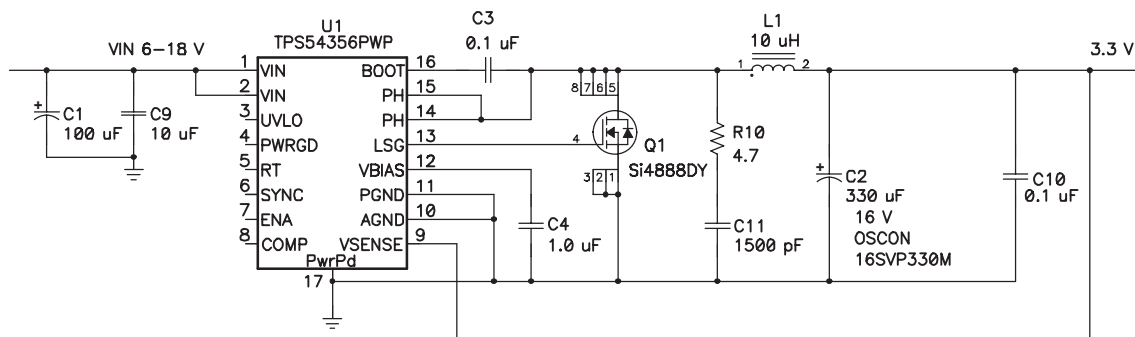 VIN 6-18 V
+
C1
100 uF
C9
10 uF
U1
TPS54356PWP
1 VIN
2 VIN
3 UVLO
4 PWRGD
5 RT
6 SYNC
7 ENA
8 COMP
BOOT 16
PH 15
PH 14
LSG 13
VBIAS 12
PGND 11
AGND 10
VSENSE 9
PwrPd
17
C3
0.1 uF
C4
1.0 uF
8 7 6 5
4
3 2 1
Q1
Si4888DY
R10
4.7
C11
1500 pF
L1
10 uH
1 2
+
C2
330 uF
16 V
OSCON
16SVP330M
C10
0.1 uF
3.3 V